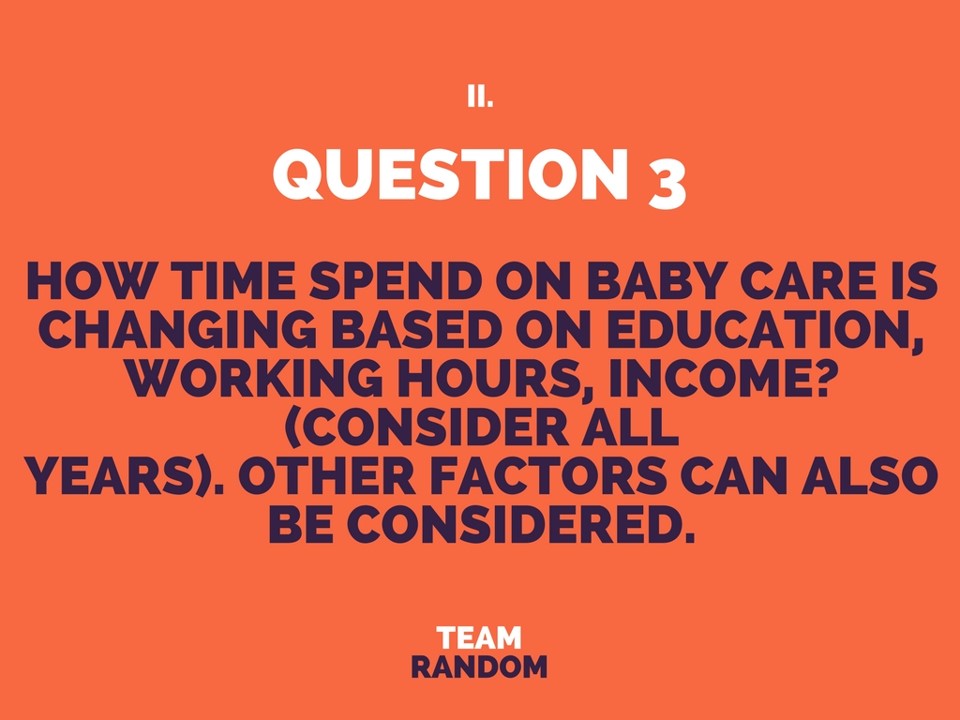 II.
QUESTION 3
HOW TIME SPEND ON BABY CARE IS
CHANGING BASED ON EDUCATION,
WORKING HOURS, INCOME?
(CONSIDER ALL
YEARS). OTHER FACTORS CAN ALSO
BE CONSIDERED.
TEAM
RANDOM